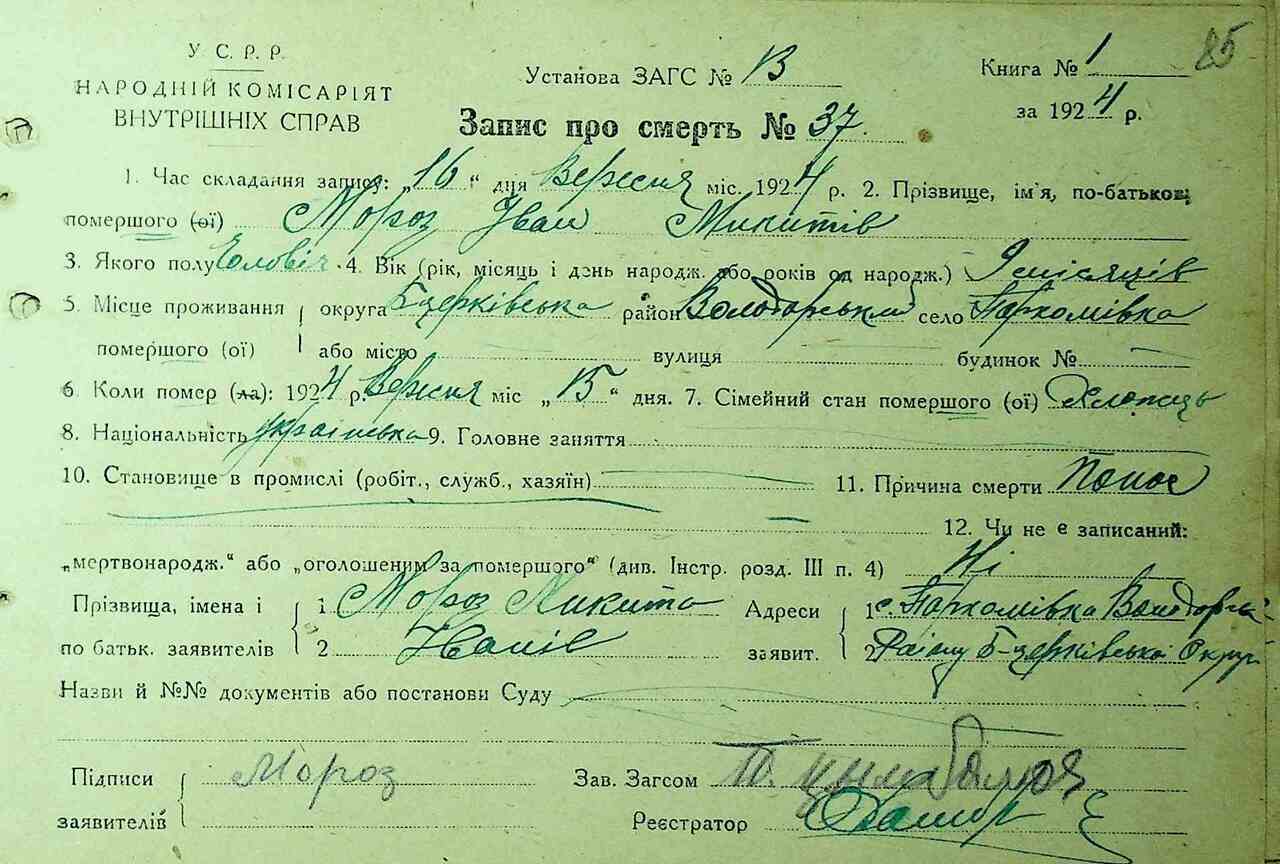 85
У С. Р. Р.
НАРОДНІЙ КОМІСАРІЯТ
ВНУТРІШНІХ СПРАВ
Установа ЗАГС № 13
Книга № 1
за 1924 р.
Запис про смерть № 37.
1. Час складання запися: „16“ дня Вересня міс. 1924 р. 2. Прізвище, ім'я, по-батькові
помершого (ої) Мороз Іван Микитів
3. Якого полу Чоловіч. 4. Вік (рік, місяць і день народж. або років од народж.) 9 місяців
5. Місце проживання округа Б-церківська район Володарський село Пархомівка
помершого (ої) або місто вулиця будинок №
6. Коли помер (ла): 1924 р. Вересня міс „15“ дня. 7. Сімейний стан помершого (ої) Хлопець
8. Національність українська 9. Головне заняття
10. Становище в промислі (робіт., служб., хазяїн) 11. Причина смерти Понос
12. Чи не є записаний:
„мертвонародж.“ або „оголошеним за помершого“ (див. Інстр. розд. III п. 4) Ні
Прізвища, імена і 1 Мороз Микита Адреси 1 с. Пархомівка
по батьк. заявителів 2 Іванів заявит. 2 Району Б-церківської Округи
Назви й №№ документів або постанови Суду
Підписи Мороз Зав. Загсом
заявителів Реєстратор